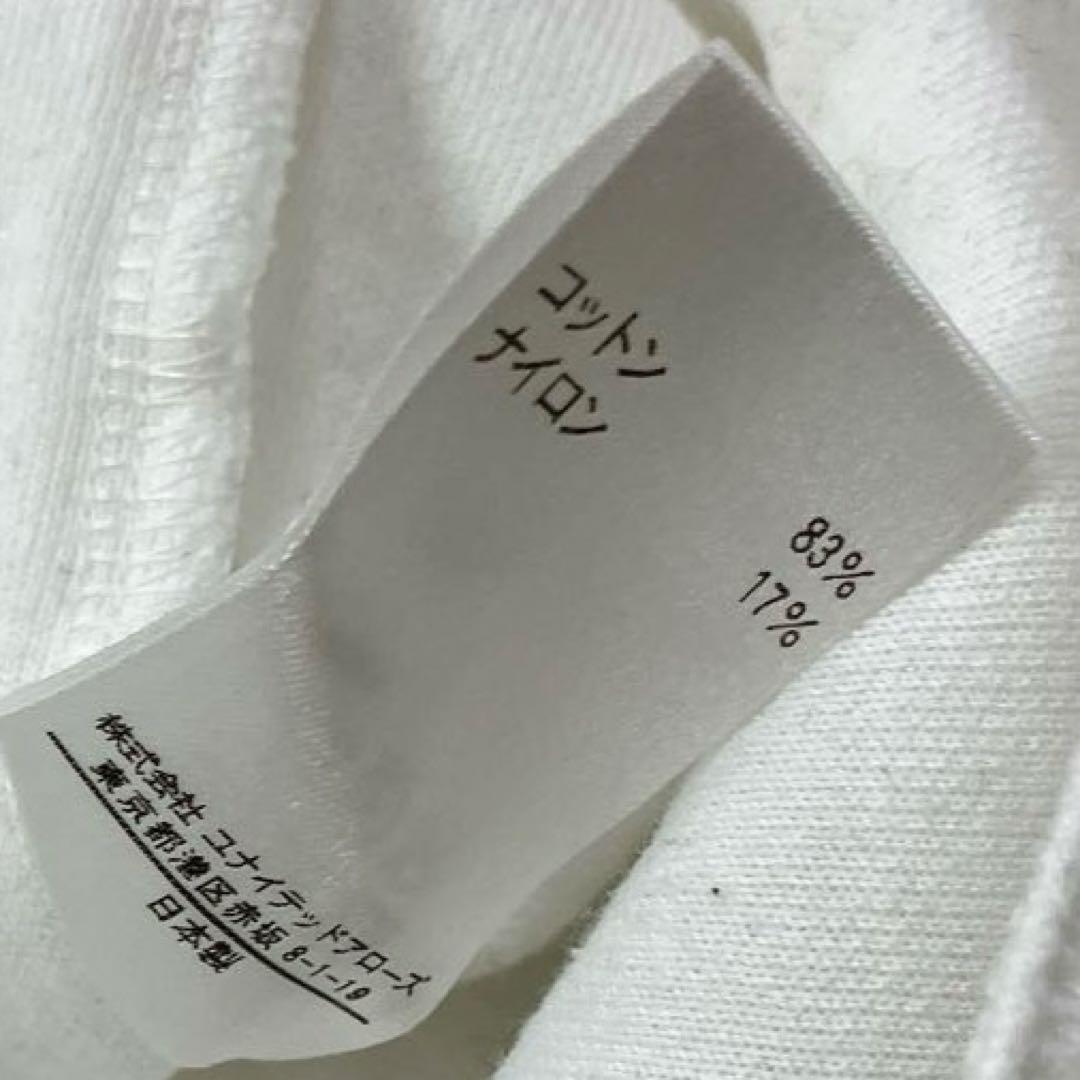 コットン 83%
ナイロン 17%
株式会社 ユナイテッドアローズ
東京都港区赤坂 8-1-19
日本製